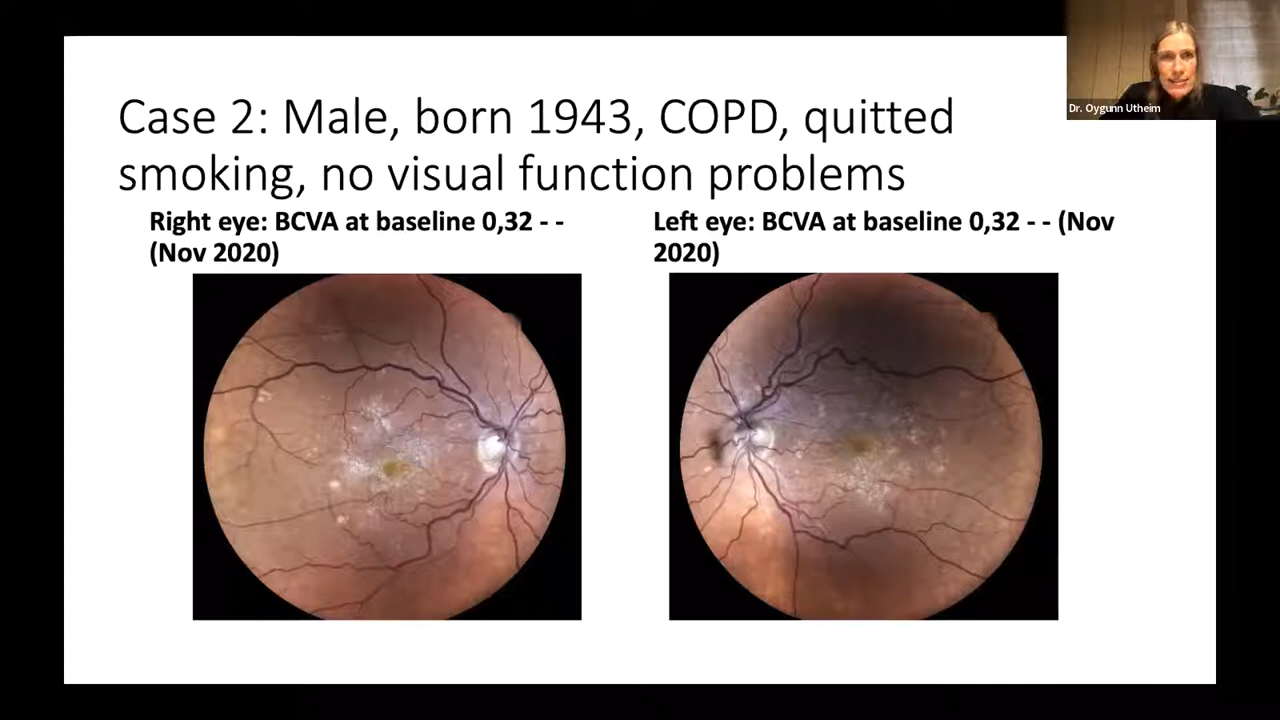 Case 2: Male, born 1943, COPD, quitted
smoking, no visual function problems
Right eye: BCVA at baseline 0,32 - -
(Nov 2020)
Left eye: BCVA at baseline 0,32 - - (Nov
2020)
Dr. Oygunn Utheim